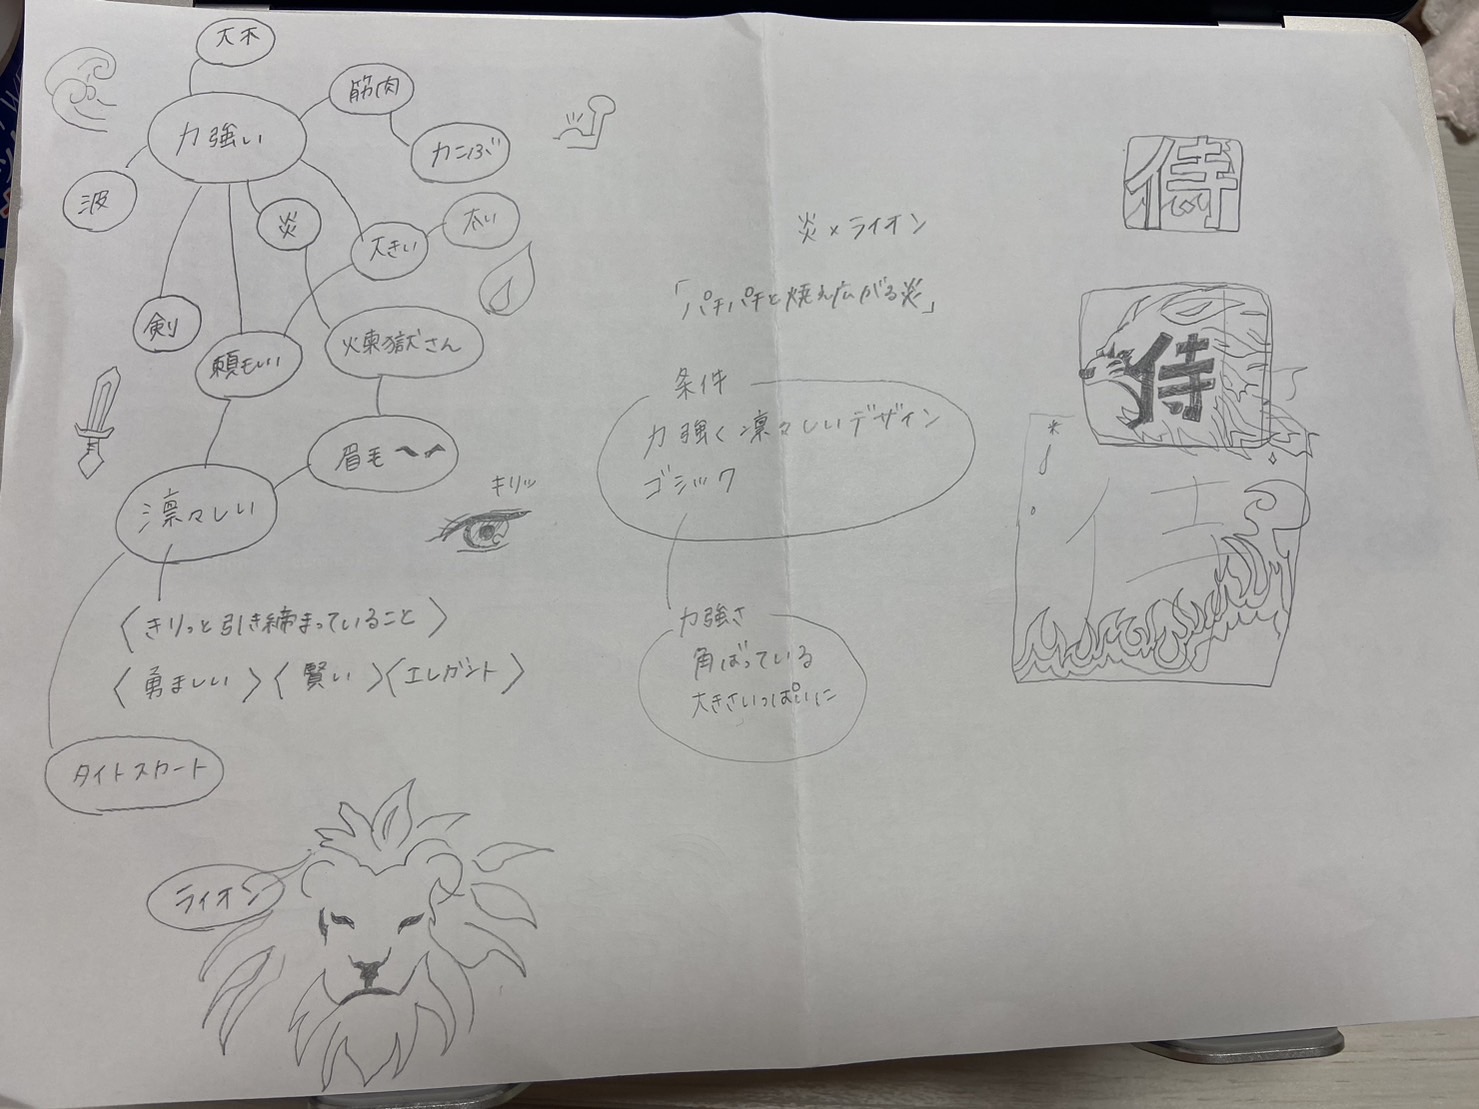 大木
力強い
筋肉
力こぶ
波
炎
大きい
太い
剣
頼もしい
煉獄さん
眉毛
凛々しい
キリッ
〈きりっと引き締まっていること〉
〈勇ましい〉〈賢い〉〈エレガント〉
タイトスカート
ライオン
炎×ライオン
「パチパチと燃え広がる炎」
条件
力強く凛々しいデザイン
ゴシック
力強さ
角ばっている
大きさいっぱいに
侍
侍
侍